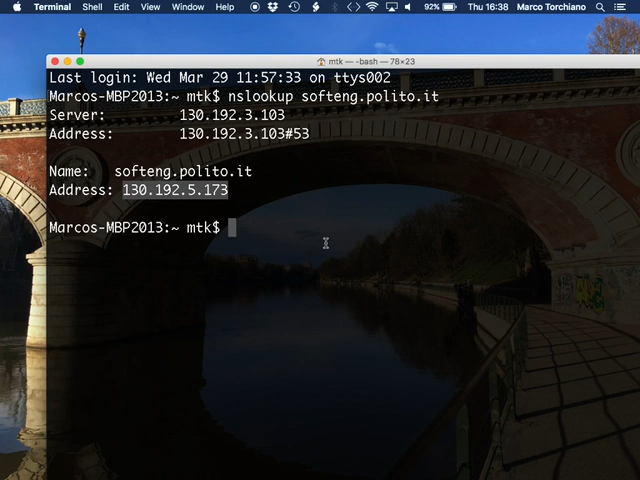 Terminal Shell Edit View Window Help 92% Thu 16:38 Marco Torchiano
mtk — -bash — 78×23
Last login: Wed Mar 29 11:57:33 on ttys002
Marcos-MBP2013:~ mtk$ nslookup softeng.polito.it
Server: 130.192.3.103
Address: 130.192.3.103#53
Name: softeng.polito.it
Address: 130.192.5.173
Marcos-MBP2013:~ mtk$